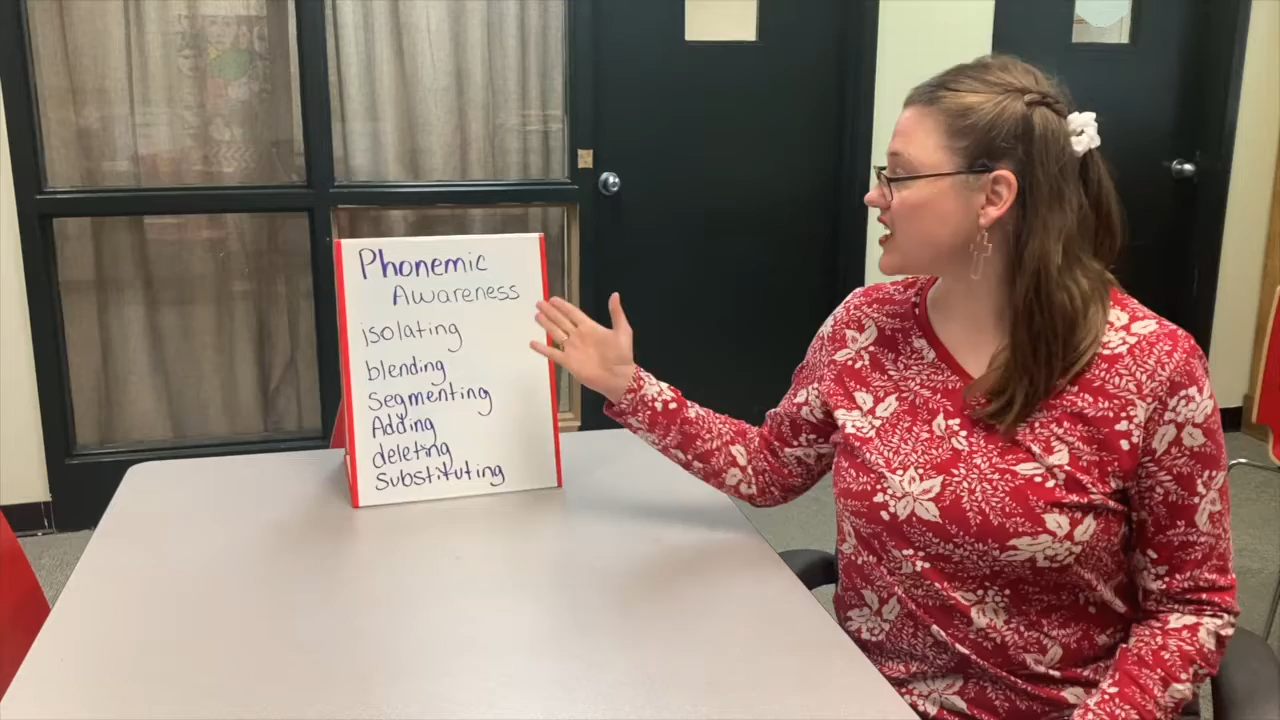 Phonemic
Awareness
isolating
blending
Segmenting
Adding
deleting
Substituting